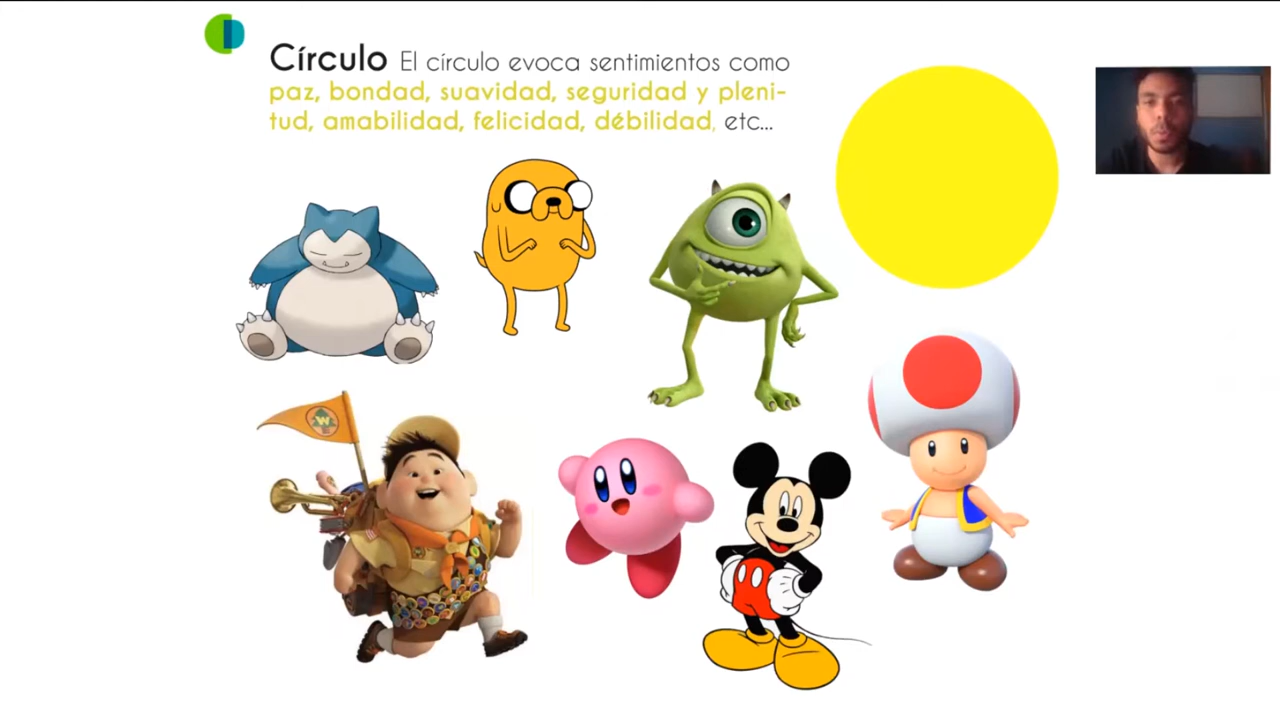 Círculo El círculo evoca sentimientos como
paz, bondad, suavidad, seguridad y pleni-
tud, amabilidad, felicidad, débilidad, etc...
W